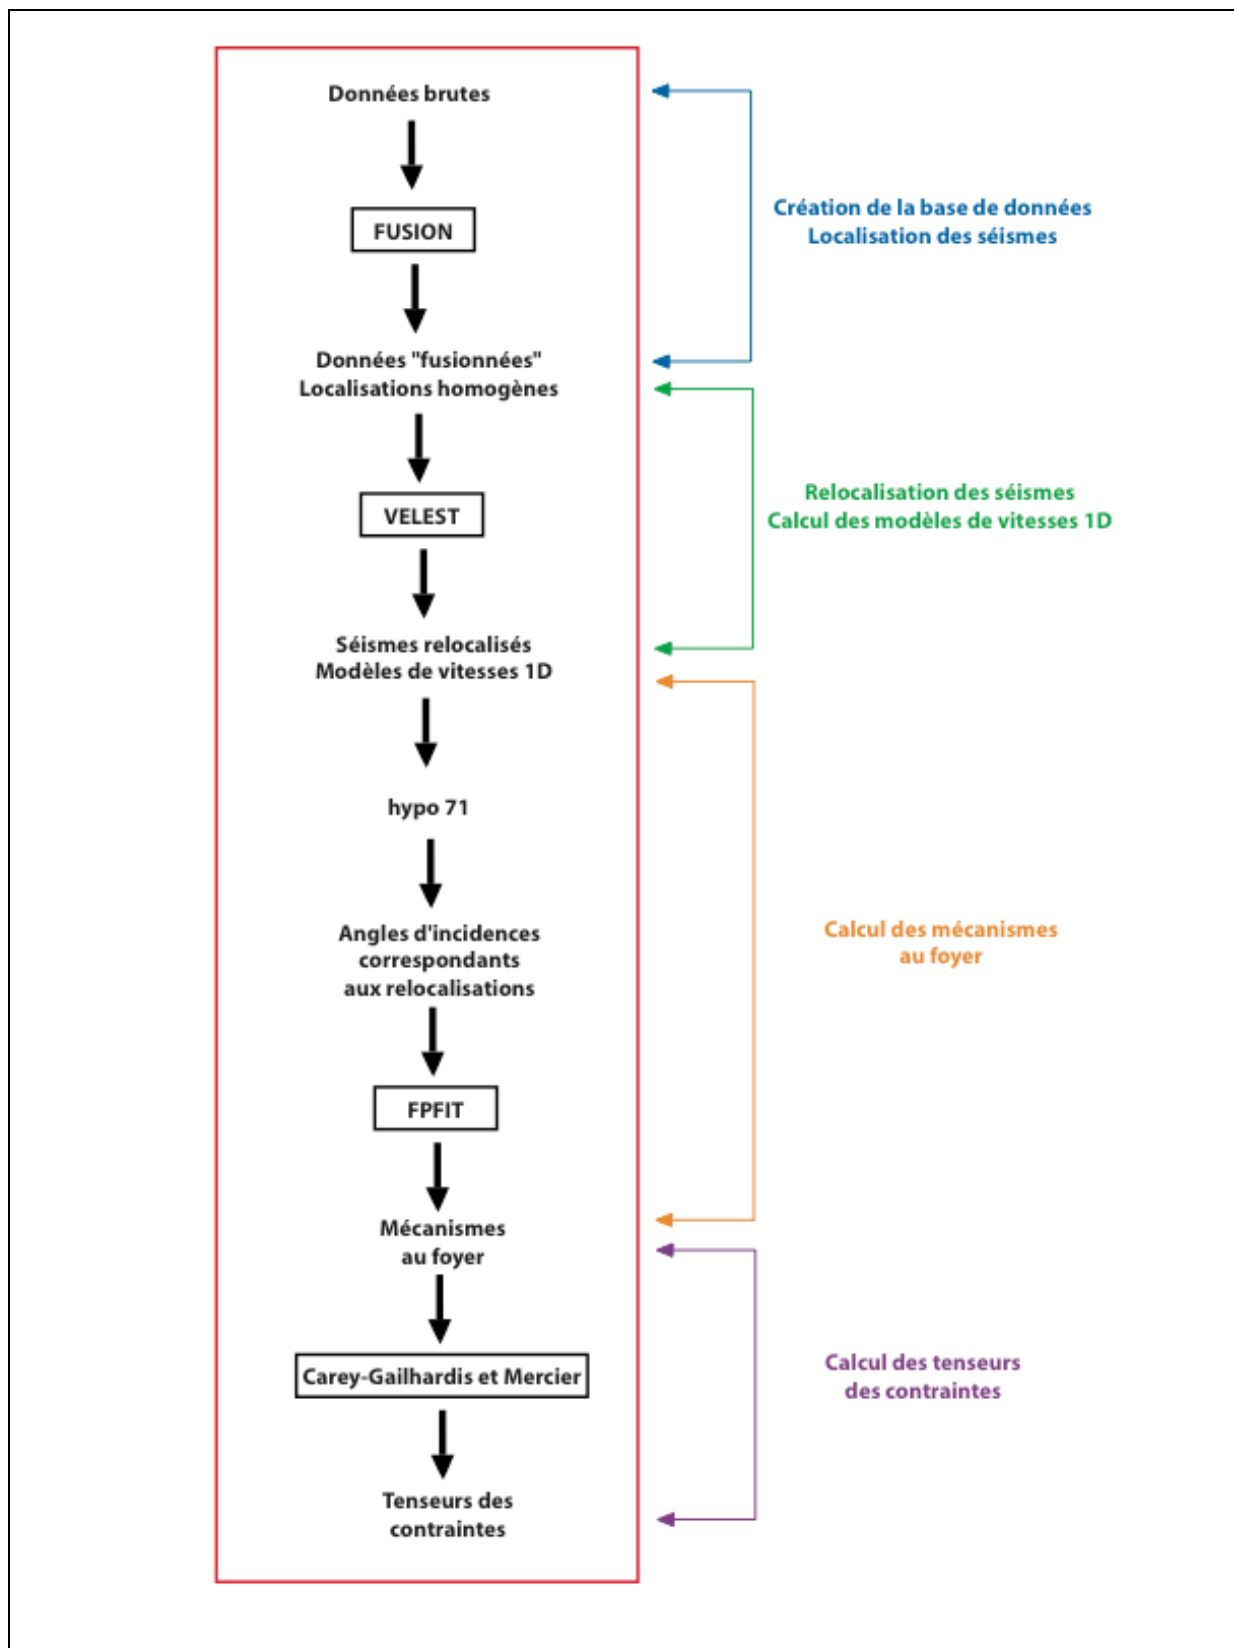 Données brutes
FUSION
Création de la base de données
Localisation des séismes
Données "fusionnées"
Localisations homogènes
VELEST
Relocalisation des séismes
Calcul des modèles de vitesses 1D
Séismes relocalisés
Modèles de vitesses 1D
hypo 71
Angles d'incidences
correspondants
aux relocalisations
Calcul des mécanismes
au foyer
FPFIT
Mécanismes
au foyer
Carey-Gailhardis et Mercier
Calcul des tenseurs
des contraintes
Tenseurs des
contraintes